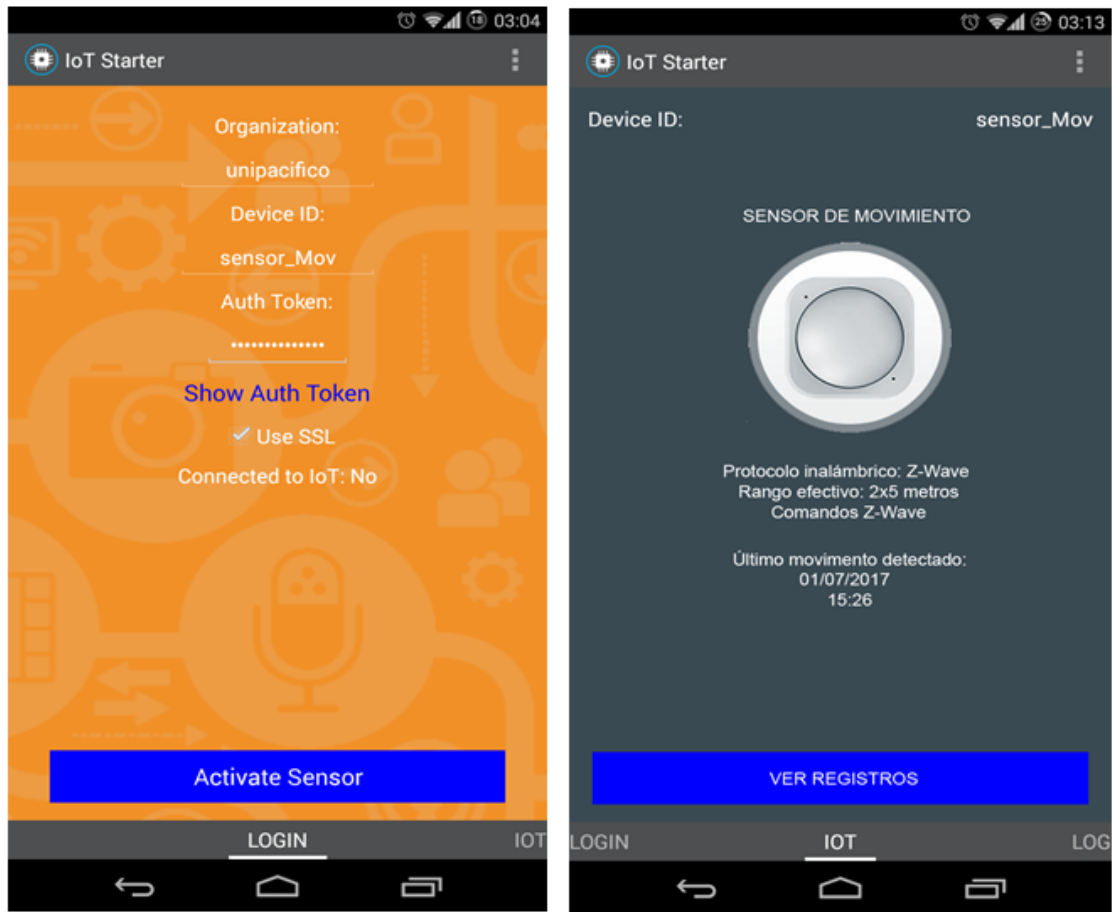 18 03:04
IoT Starter
Organization:
unipacifico
Device ID:
sensor_Mov
Auth Token:
••••••••••••••
Show Auth Token
Use SSL
Connected to IoT: No
Activate Sensor
LOGIN IOT
25 03:13
IoT Starter
Device ID: sensor_Mov
SENSOR DE MOVIMIENTO
Protocolo inalámbrico: Z-Wave
Rango efectivo: 2x5 metros
Comandos Z-Wave
Último movimento detectado:
01/07/2017
15:26
VER REGISTROS
LOGIN IOT LOG